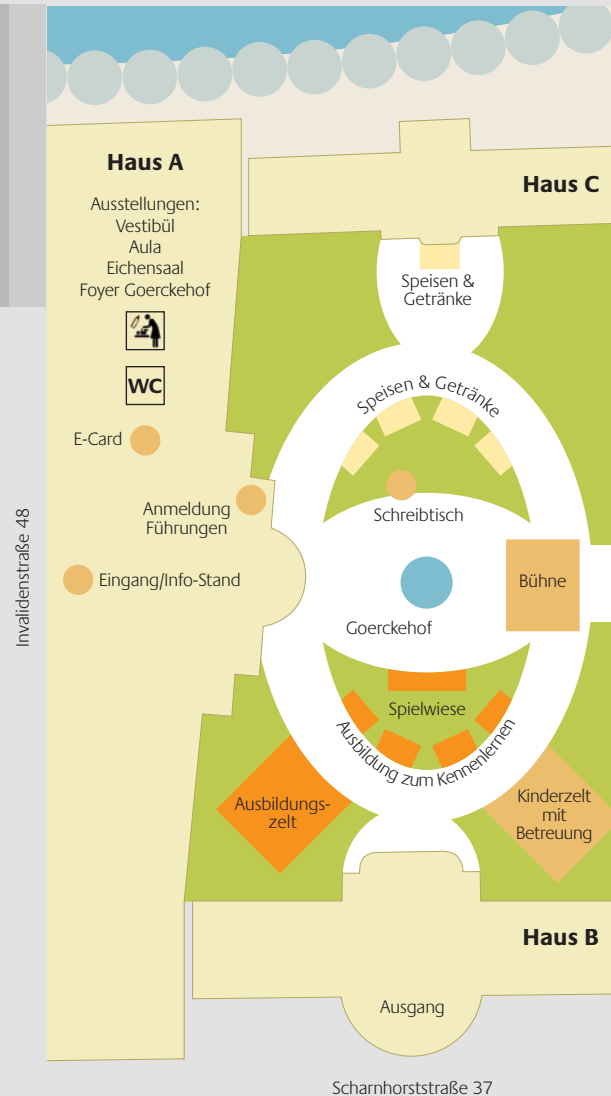 Haus A
Ausstellungen:
Vestibül
Aula
Eichensaal
Foyer Goerckehof
WC
E-Card
Anmeldung
Führungen
Eingang/Info-Stand
Invalidenstraße 48
Haus C
Speisen &
Getränke
Speisen & Getränke
Schreibtisch
Bühne
Goerckehof
Spielwiese
Ausbildung zum Kennenlernen
Ausbildungs-
zelt
Kinderzelt
mit
Betreuung
Haus B
Ausgang
Scharnhorststraße 37